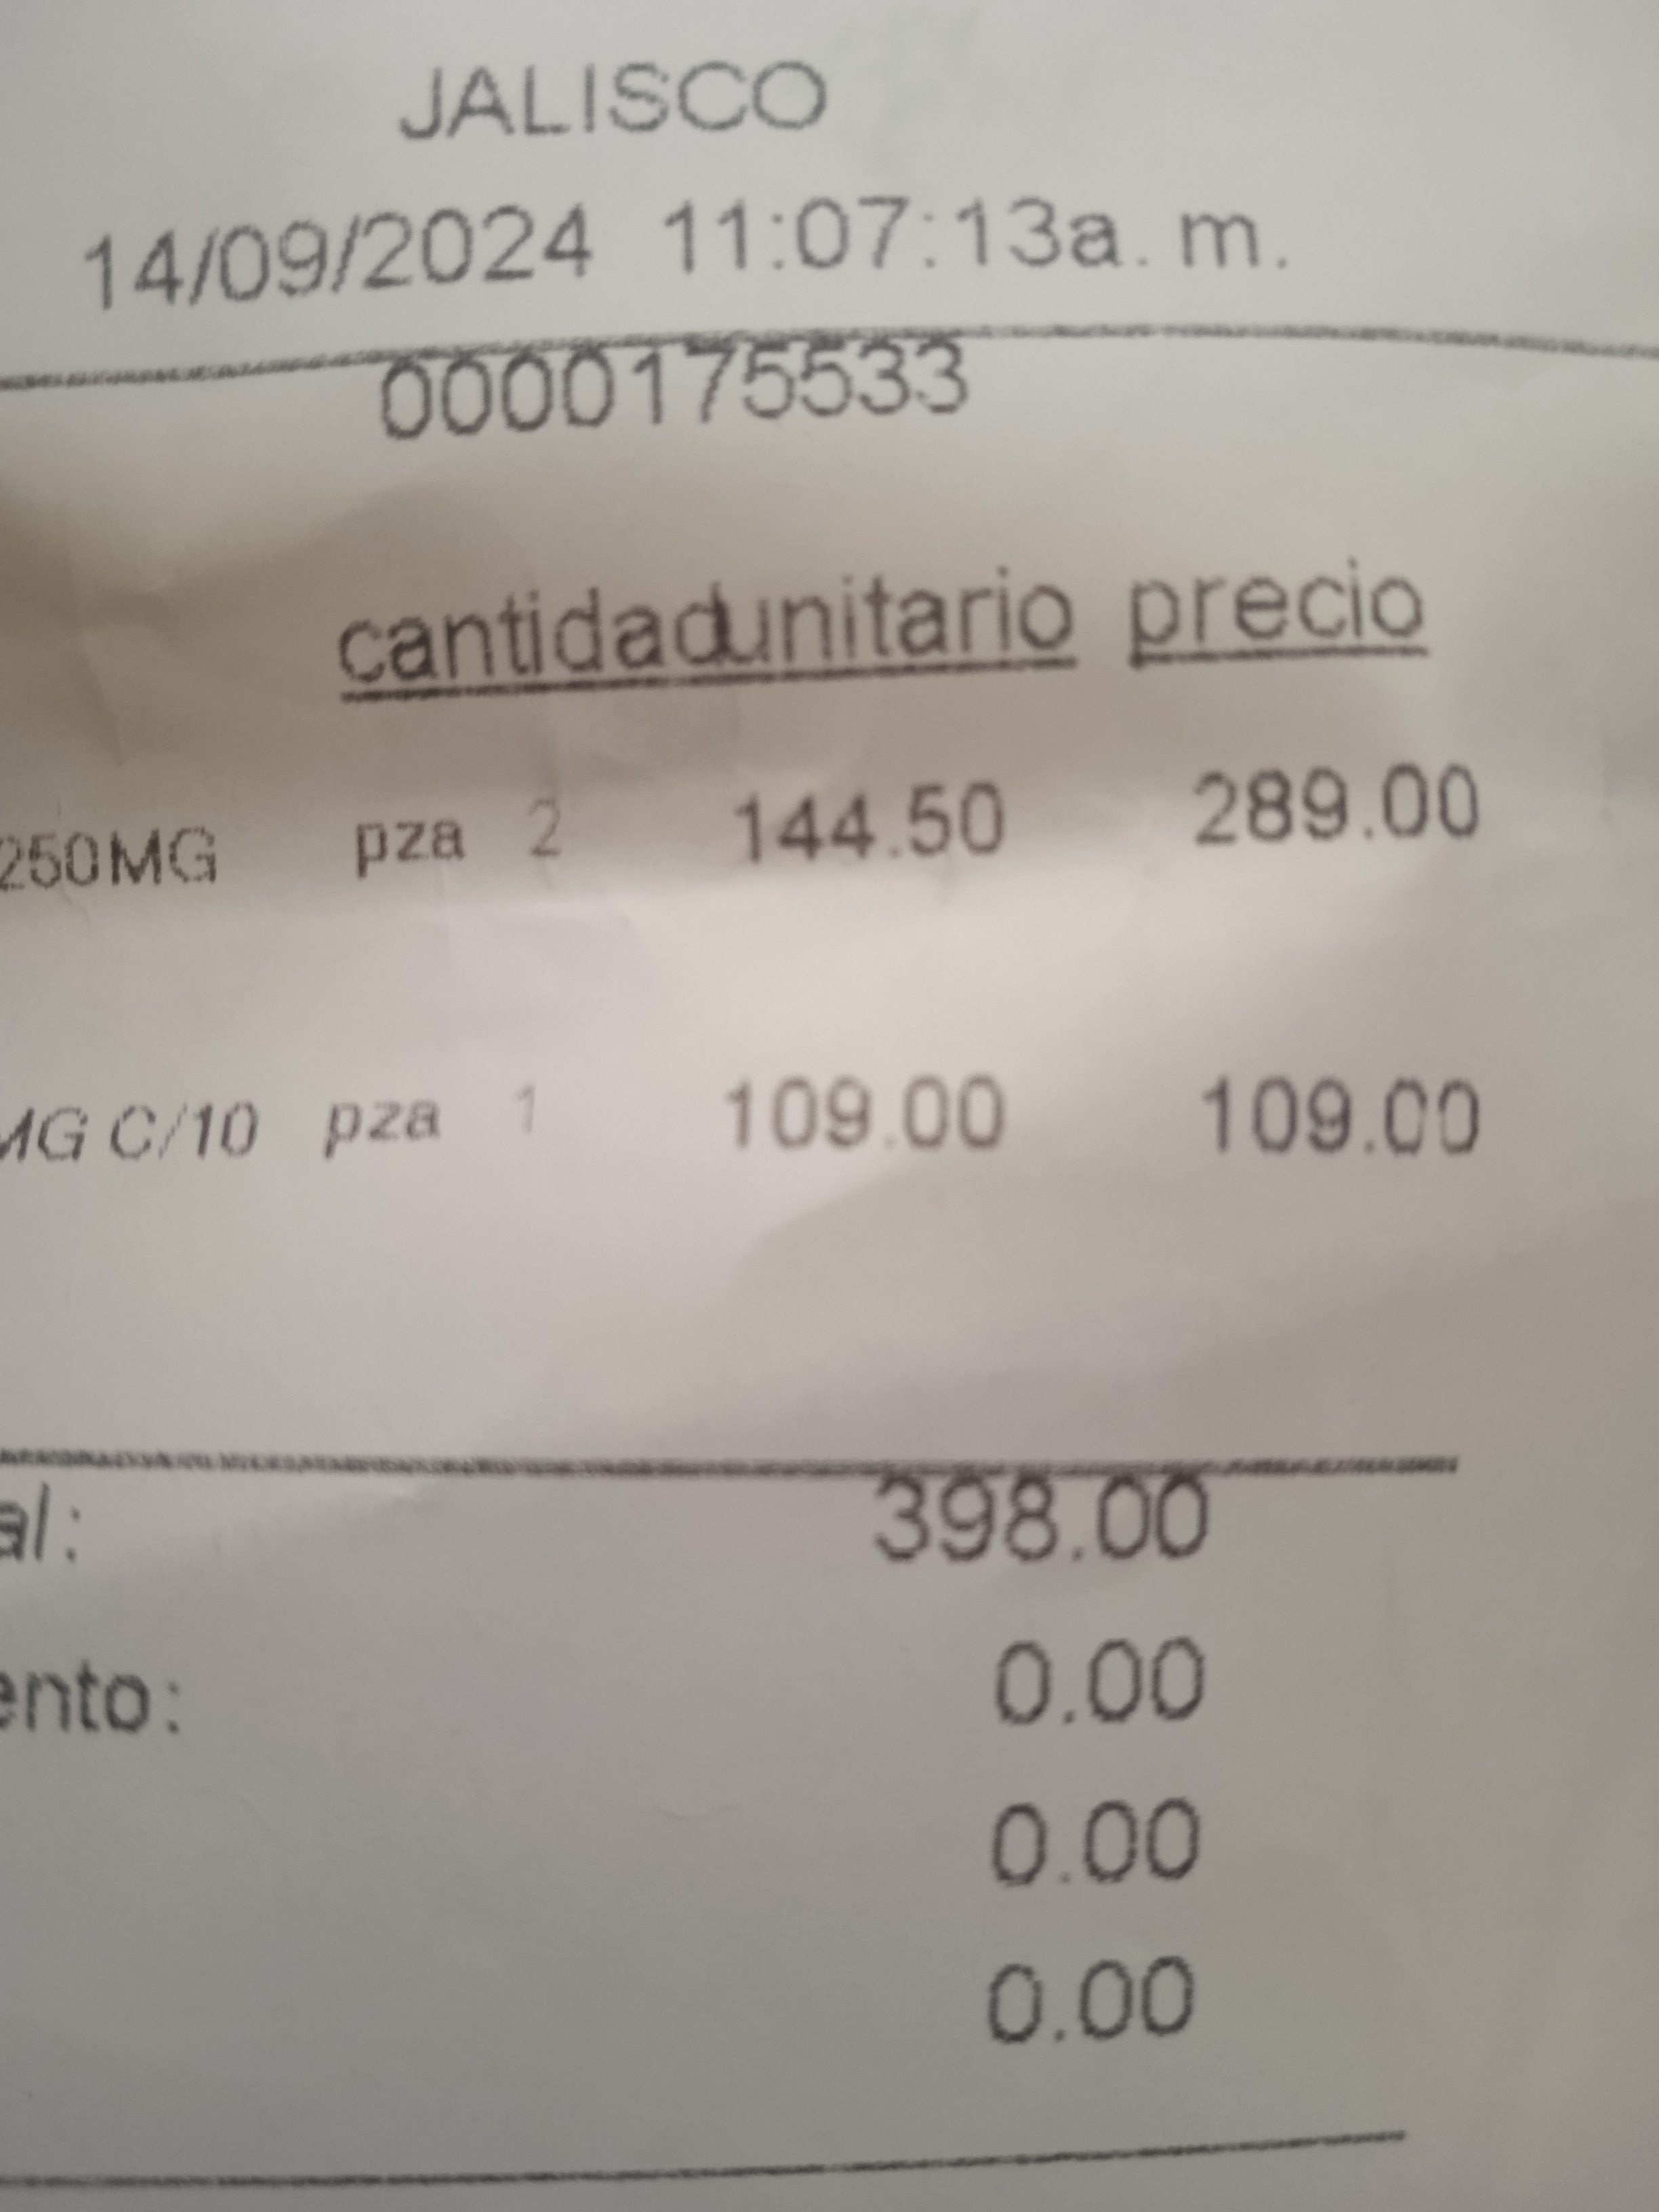 JALISCO
14/09/2024 11:07:13a. m.
0000175533
cantidadunitario precio
250MG pza 2 144.50 289.00
MG C/10 pza 1 109.00 109.00
al: 398.00
ento: 0.00
0.00
0.00